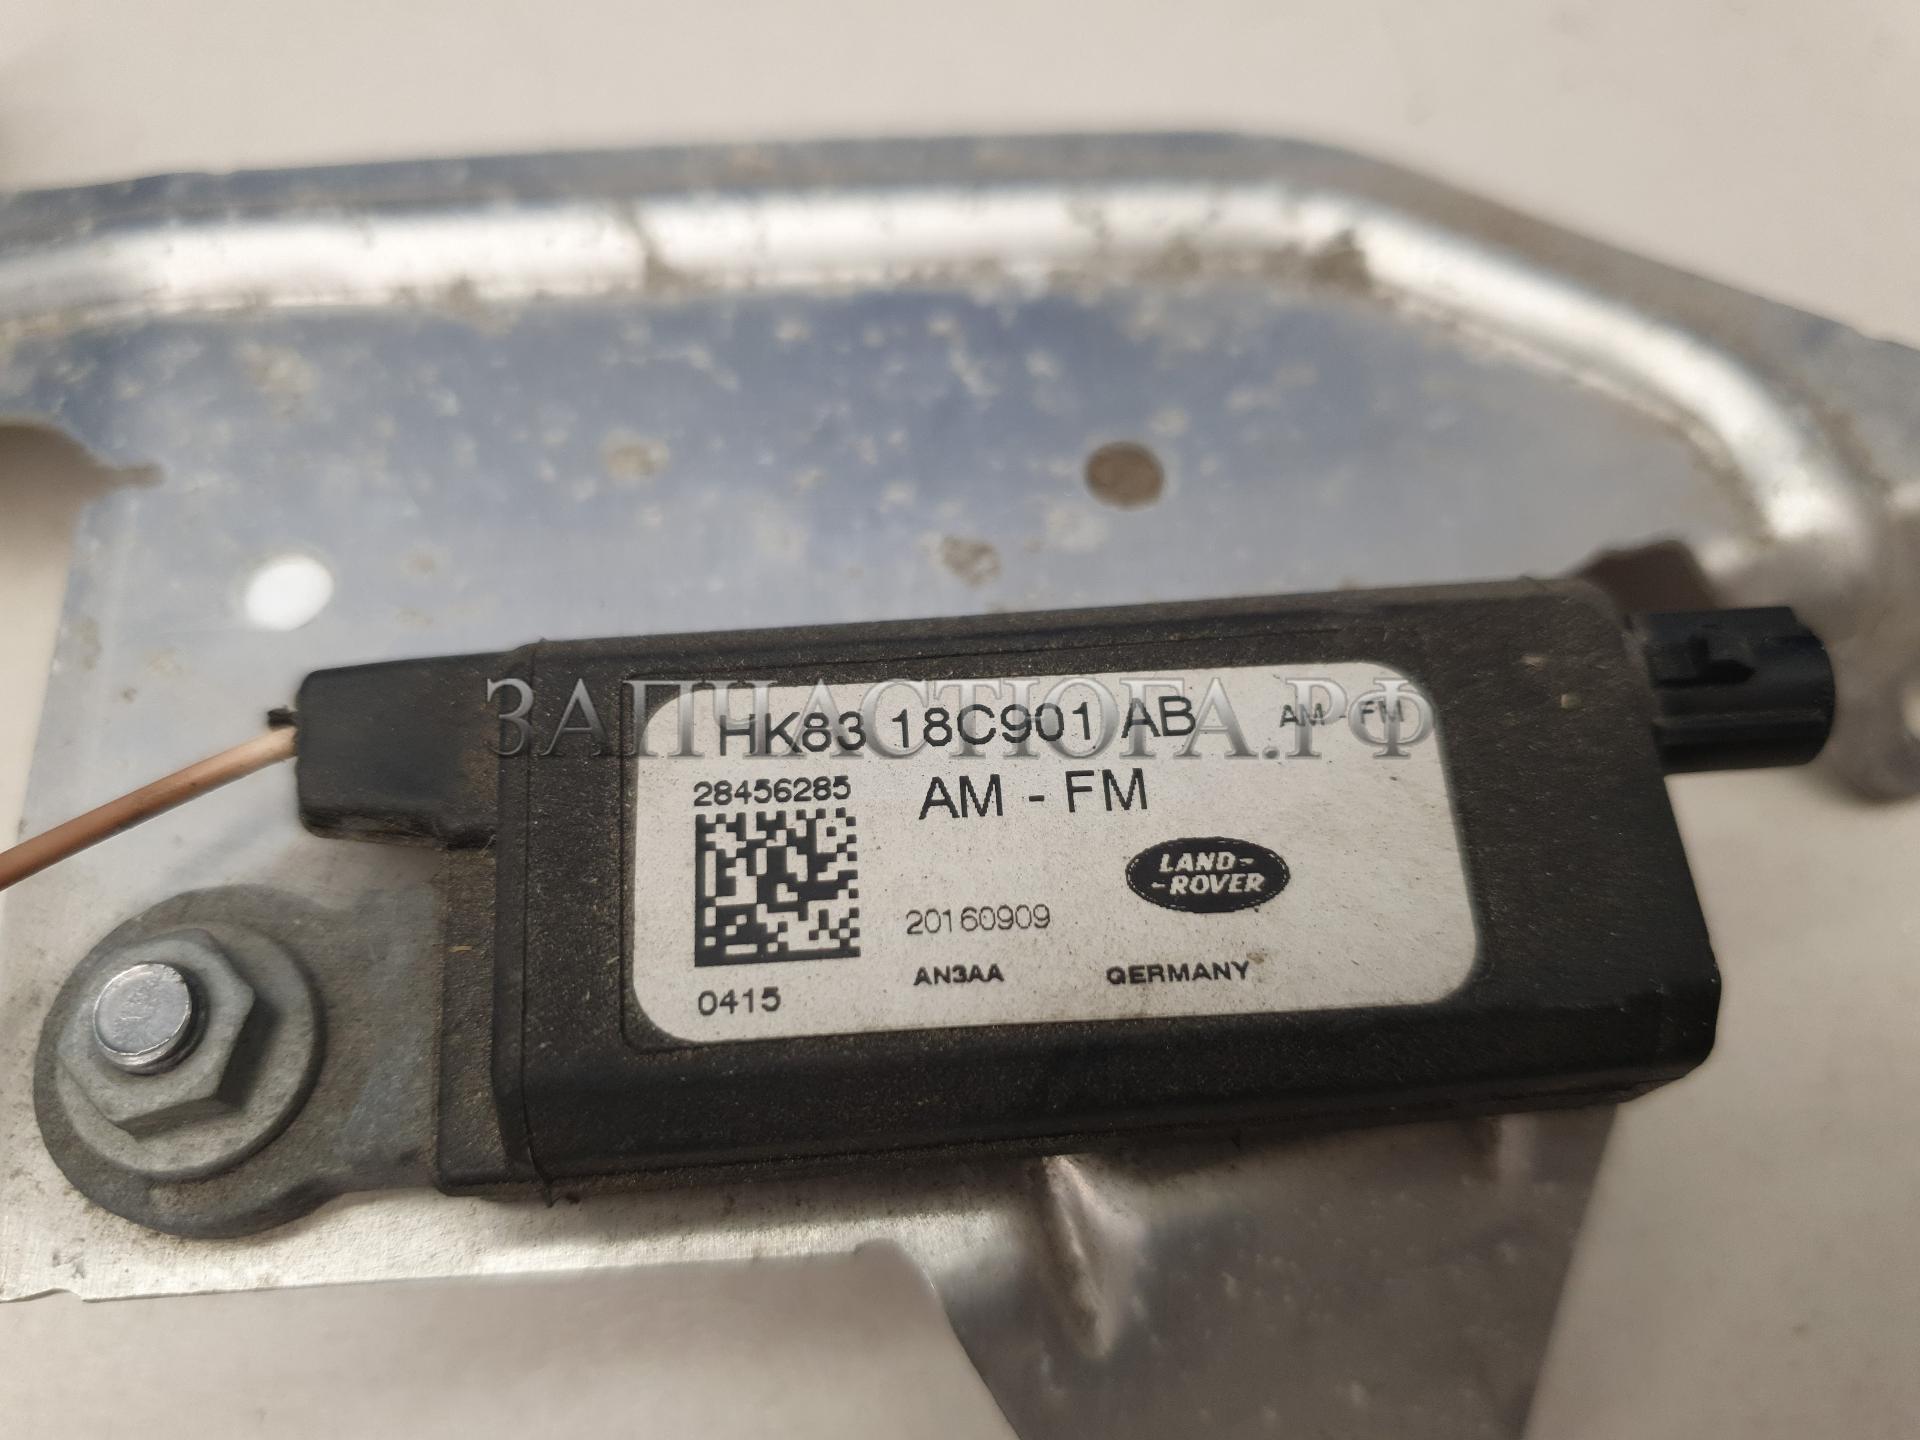 ЗАПЧАСТЮГА.РФ
HK83 18C901 AB AM - FM
28456285 AM - FM
LAND-
-ROVER
20160909
AN3AA GERMANY
0415